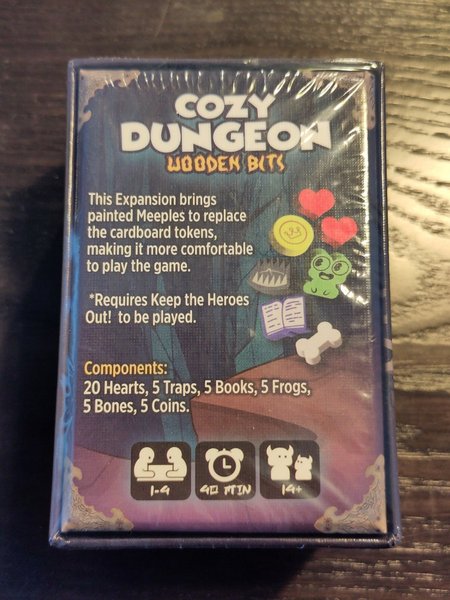 COZY
DUNGEON
WOODEN BITS
This Expansion brings
painted Meeples to replace
the cardboard tokens,
making it more comfortable
to play the game.
*Requires Keep the Heroes
Out! to be played.
Components:
20 Hearts, 5 Traps, 5 Books, 5 Frogs,
5 Bones, 5 Coins.
1-4 40 MIN 14+